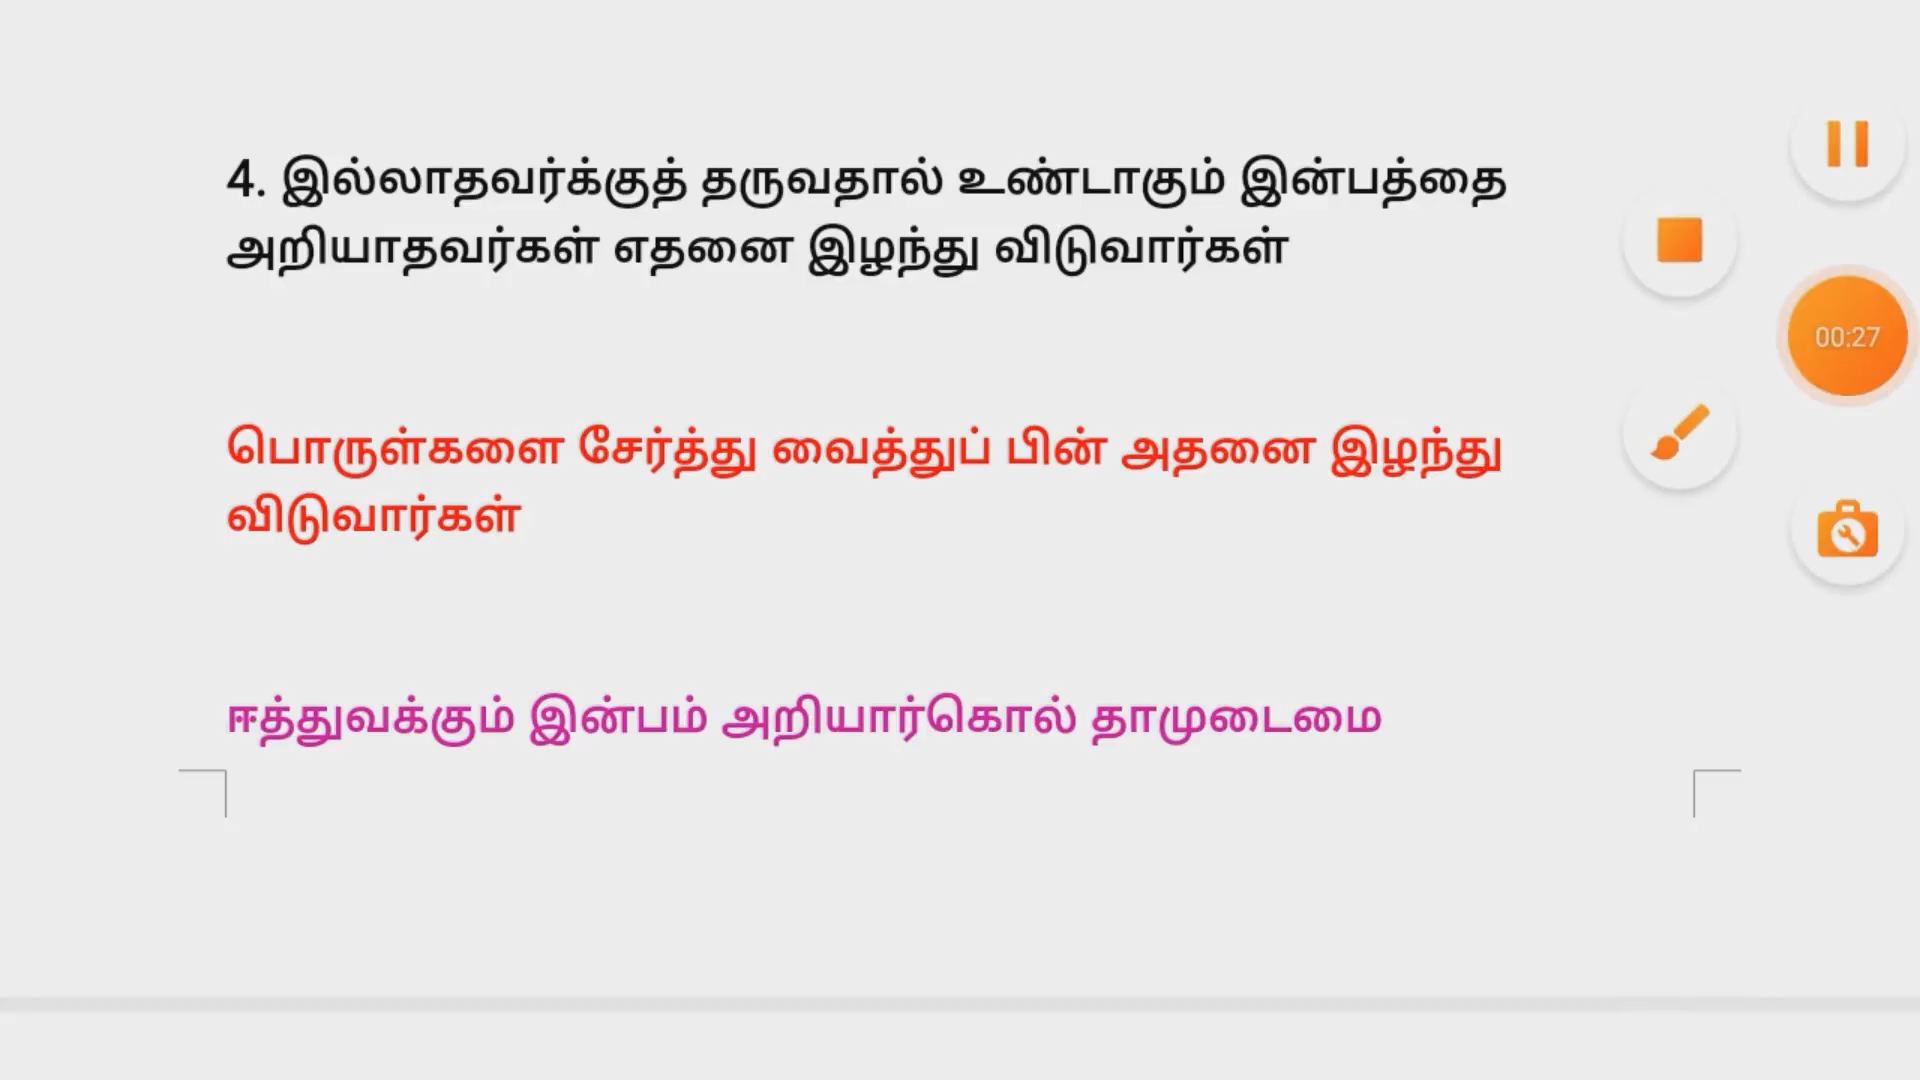 4. இல்லாதவர்க்குத் தருவதால் உண்டாகும் இன்பத்தை
அறியாதவர்கள் எதனை இழந்து விடுவார்கள்
பொருள்களை சேர்த்து வைத்துப் பின் அதனை இழந்து
விடுவார்கள்
ஈத்துவக்கும் இன்பம் அறியார்கொல் தாமுடைமை
00:27